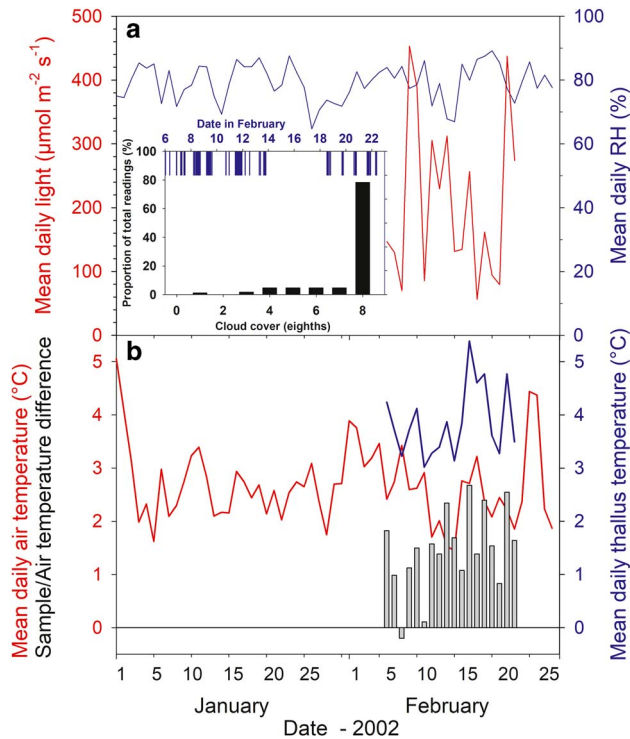 a
Mean daily light (µmol m⁻² s⁻¹)
500
400
300
200
100
0
Mean daily RH (%)
100
80
60
40
20
0
Date in February
6 8 10 12 14 16 18 20 22
Proportion of total readings (%)
100
80
60
40
20
0
0 2 4 6 8
Cloud cover (eighths)
b
Mean daily air temperature (°C)
Sample/Air temperature difference
5
4
3
2
1
0
Mean daily thallus temperature (°C)
5
4
3
2
1
0
1 5 10 15 20 25 1 5 10 15 20 25
January February
Date - 2002